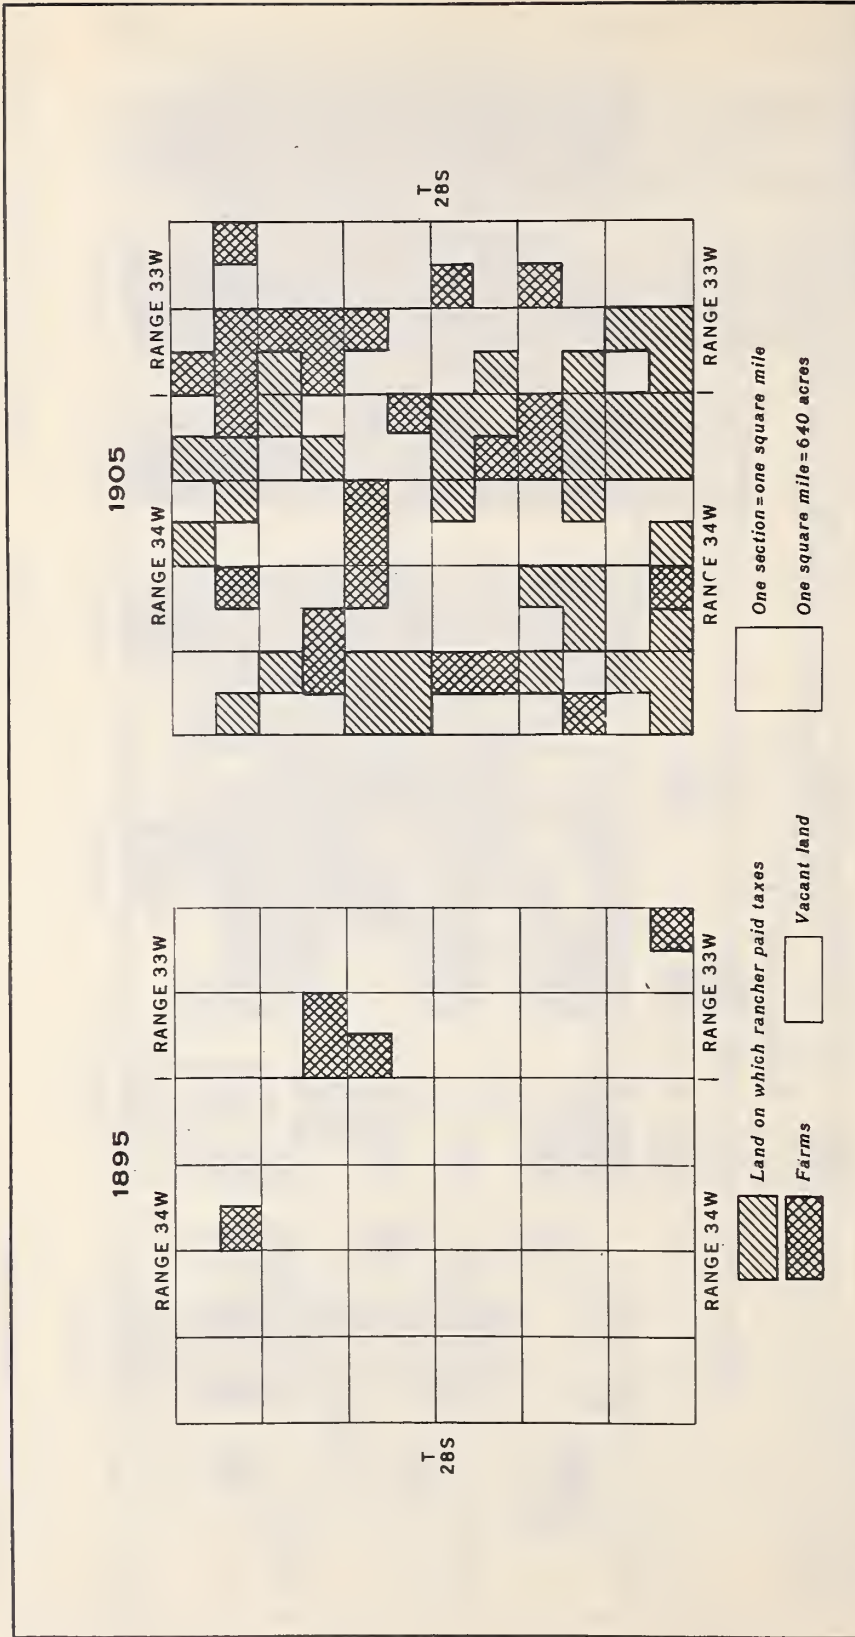 1895
RANGE 34W
RANGE 33W
T
28S
RANGE 34W
RANGE 33W
1905
RANGE 34W
RANGE 33W
T
28S
RANGE 34W
RANGE 33W
Land on which rancher paid taxes
Farms
Vacant land
One section=one square mile
One square mile=640 acres